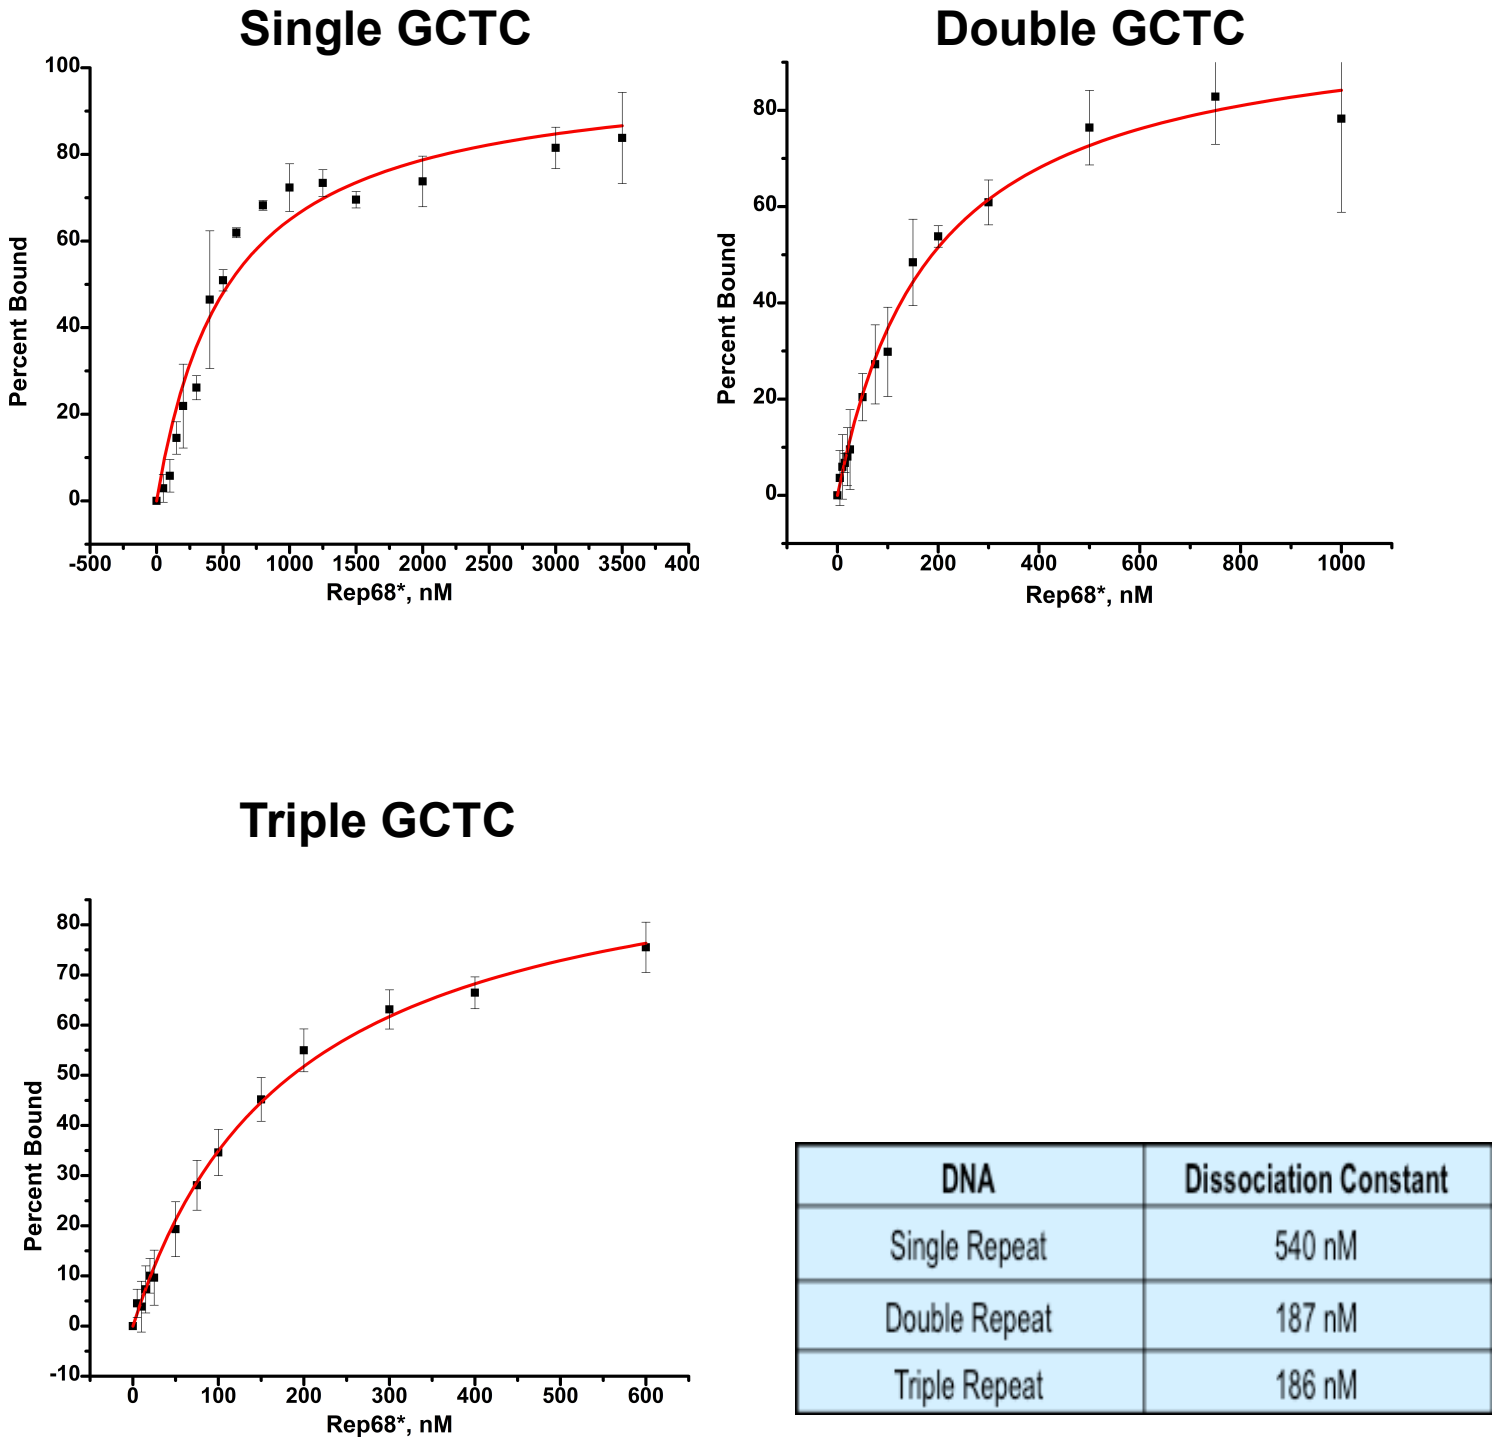 Single GCTC
100
80
60
40
20
0
Percent Bound
-500 0 500 1000 1500 2000 2500 3000 3500 400
Rep68*, nM
Double GCTC
80
60
40
20
0
Percent Bound
0 200 400 600 800 1000
Rep68*, nM
Triple GCTC
80
70
60
50
40
30
20
10
0
-10
Percent Bound
0 100 200 300 400 500 600
Rep68*, nM
DNA Dissociation Constant
Single Repeat 540 nM
Double Repeat 187 nM
Triple Repeat 186 nM